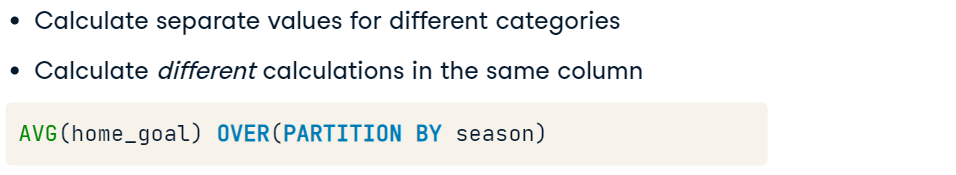 • Calculate separate values for different categories
• Calculate different calculations in the same column
AVG(home_goal) OVER(PARTITION BY season)